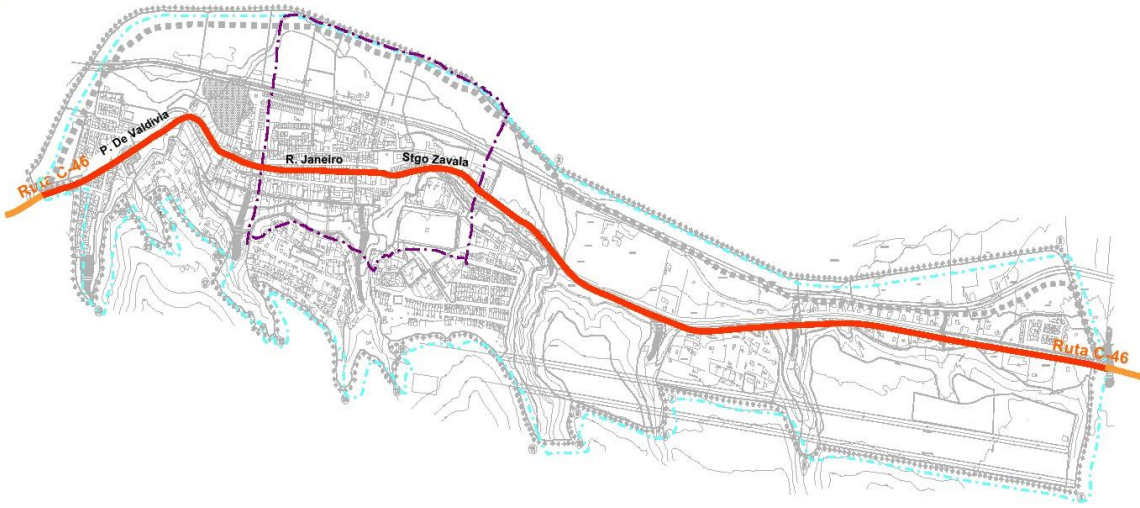 Ruta C-46
P. De Valdivia
R. Janeiro
Stgo Zavala
Ruta C-46